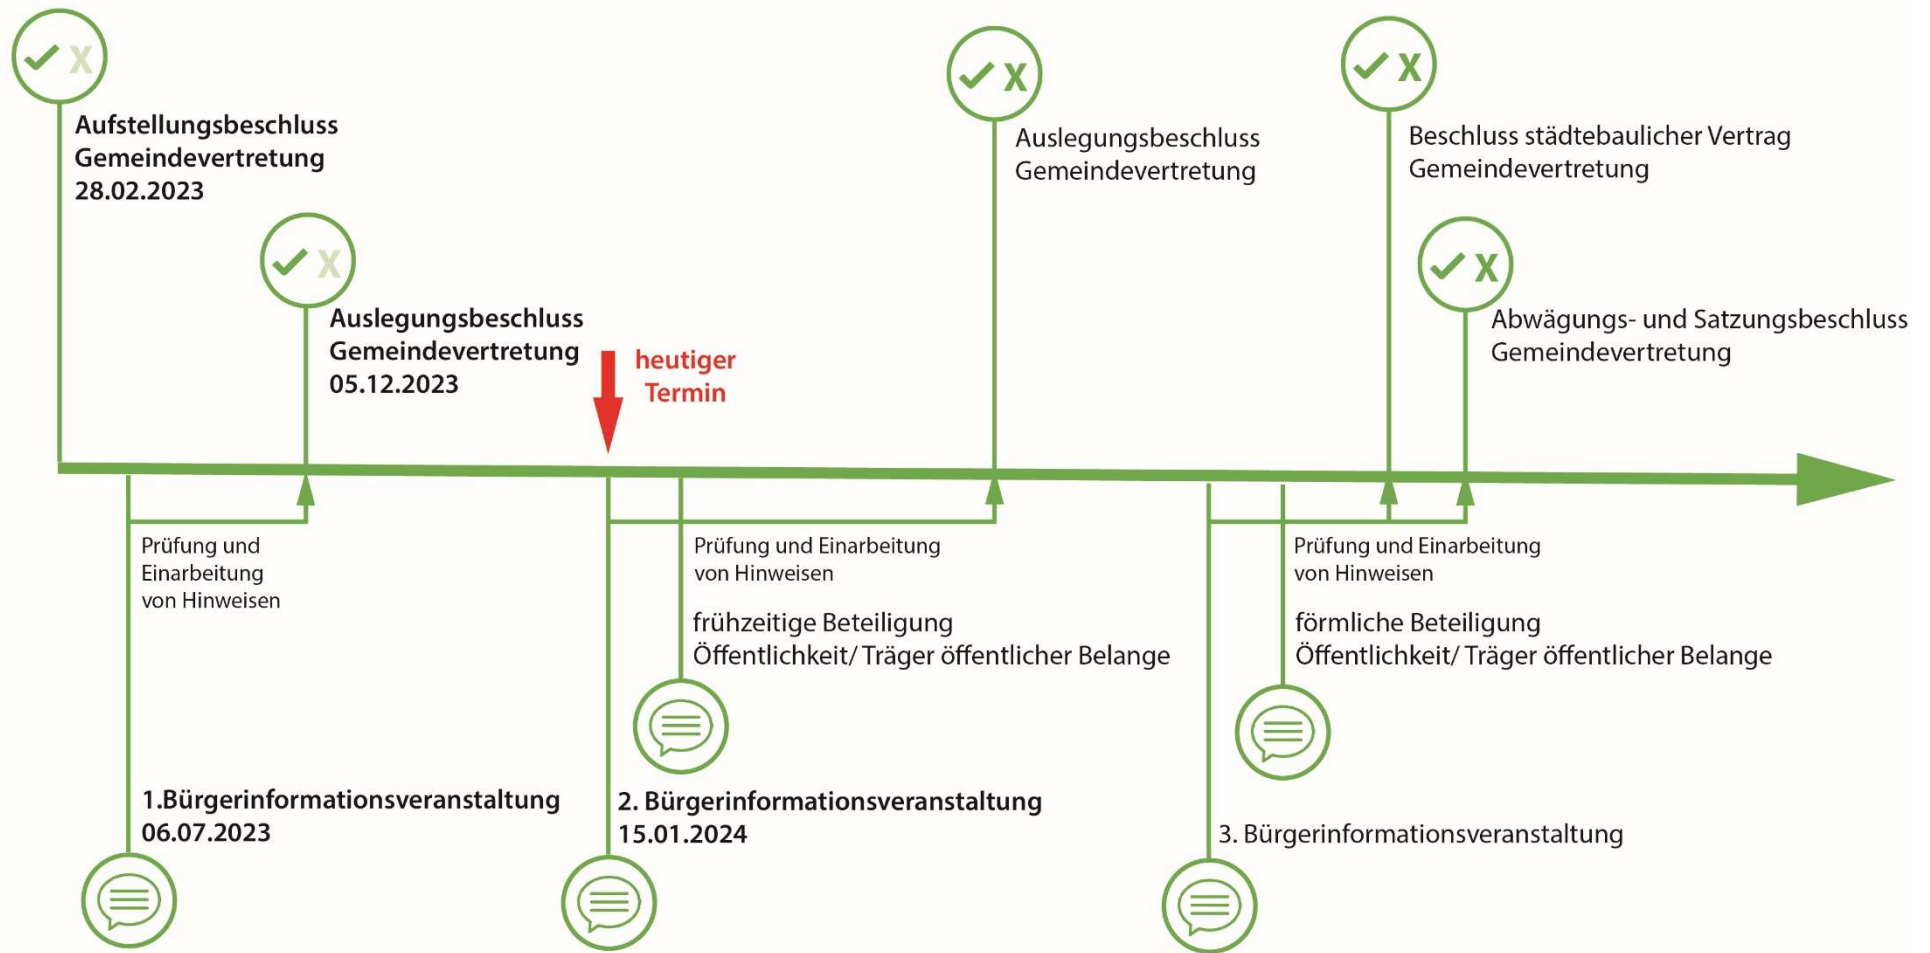 X
Aufstellungsbeschluss
Gemeindevertretung
28.02.2023
X
Auslegungsbeschluss
Gemeindevertretung
05.12.2023
heutiger
Termin
X
Auslegungsbeschluss
Gemeindevertretung
X
Beschluss städtebaulicher Vertrag
Gemeindevertretung
X
Abwägungs- und Satzungsbeschluss
Gemeindevertretung
Prüfung und
Einarbeitung
von Hinweisen
Prüfung und Einarbeitung
von Hinweisen
frühzeitige Beteiligung
Öffentlichkeit/ Träger öffentlicher Belange
Prüfung und Einarbeitung
von Hinweisen
förmliche Beteiligung
Öffentlichkeit/ Träger öffentlicher Belange
1.Bürgerinformationsveranstaltung
06.07.2023
2. Bürgerinformationsveranstaltung
15.01.2024
3. Bürgerinformationsveranstaltung